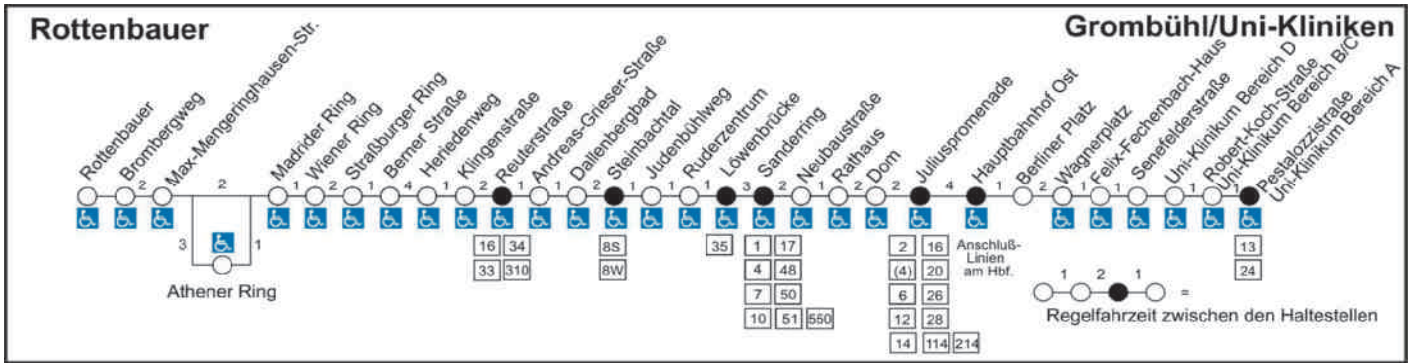 Rottenbauer
Grombühl/Uni-Kliniken
Rottenbauer
Brombergweg
Max-Mengeringhausen-Str.
Madrider Ring
Wiener Ring
Straßburger Ring
Berner Straße
Heriedenweg
Klingenstraße
Reuterstraße
Andreas-Grieser-Straße
Dallenbergbad
Steinbachtal
Judenbühlweg
Ruderzentrum
Löwenbrücke
Sanderring
Neubaustraße
Rathaus
Dom
Juliuspromenade
Hauptbahnhof Ost
Berliner Platz
Wagnerplatz
Felix-Fechenbach-Haus
Senefelderstraße
Uni-Klinikum Bereich D
Robert-Koch-Straße
Uni-Klinikum Bereich B/C
Pestalozzistraße
Uni-Klinikum Bereich A
2 2 1 2 1 4 1 2 1 1 2 1 1 1 3 2 1 1 2 4 1 2 1 1 1 1 1
3 1
Athener Ring
16 34
33 310
8S
8W
35
1 17
4 48
7 50
10 51 550
2 16
(4) 20
6 26
12 28
14 114 214
Anschluß-
Linien
am Hbf.
13
24
1 2 1
=
Regelfahrzeit zwischen den Haltestellen